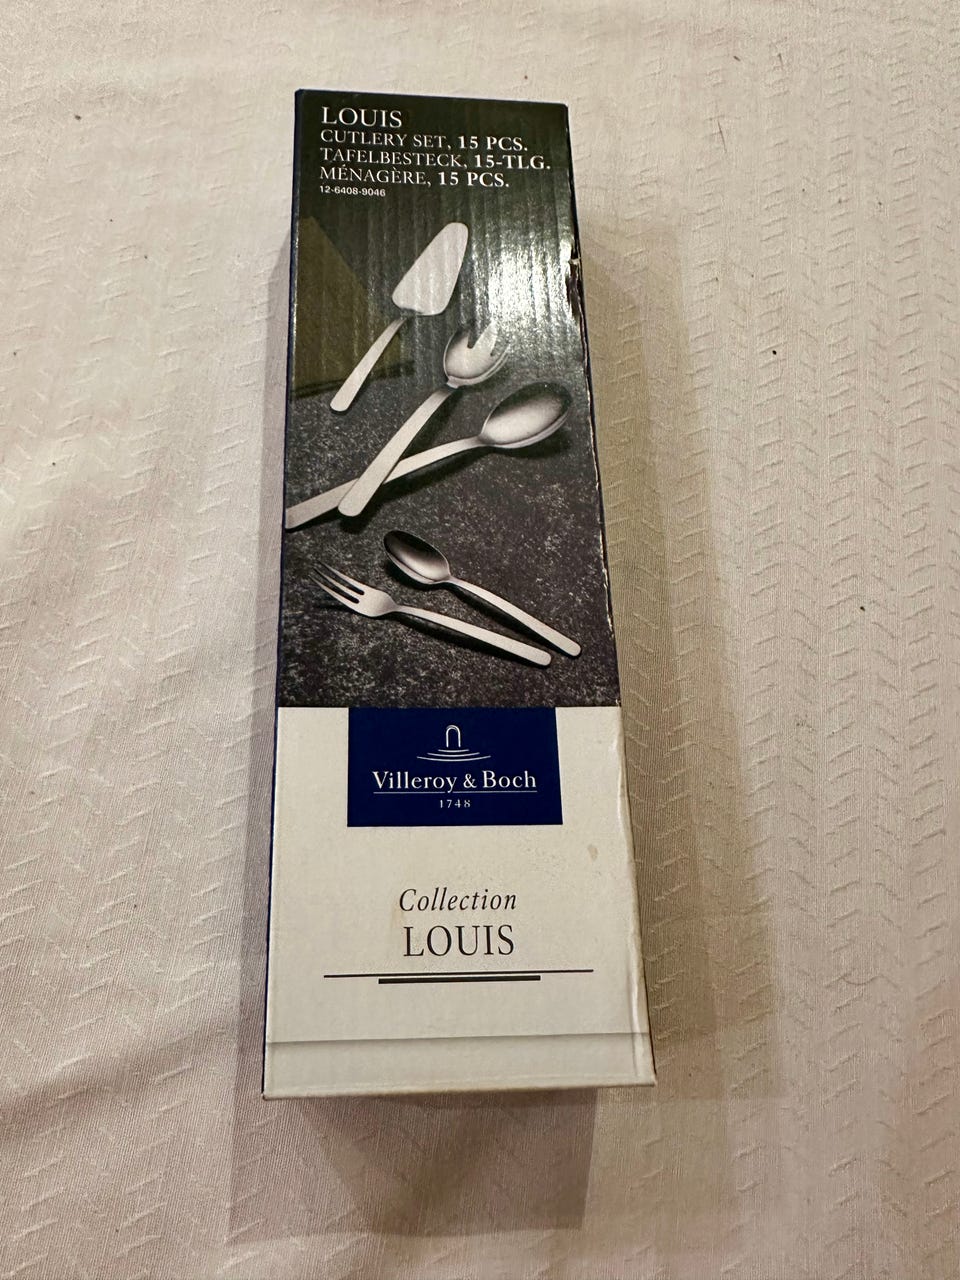 LOUIS
CUTLERY SET, 15 PCS.
TAFELBESTECK, 15-TLG.
MÉNAGÈRE, 15 PCS.
12-6408-9046
Villeroy & Boch
1748
Collection
LOUIS